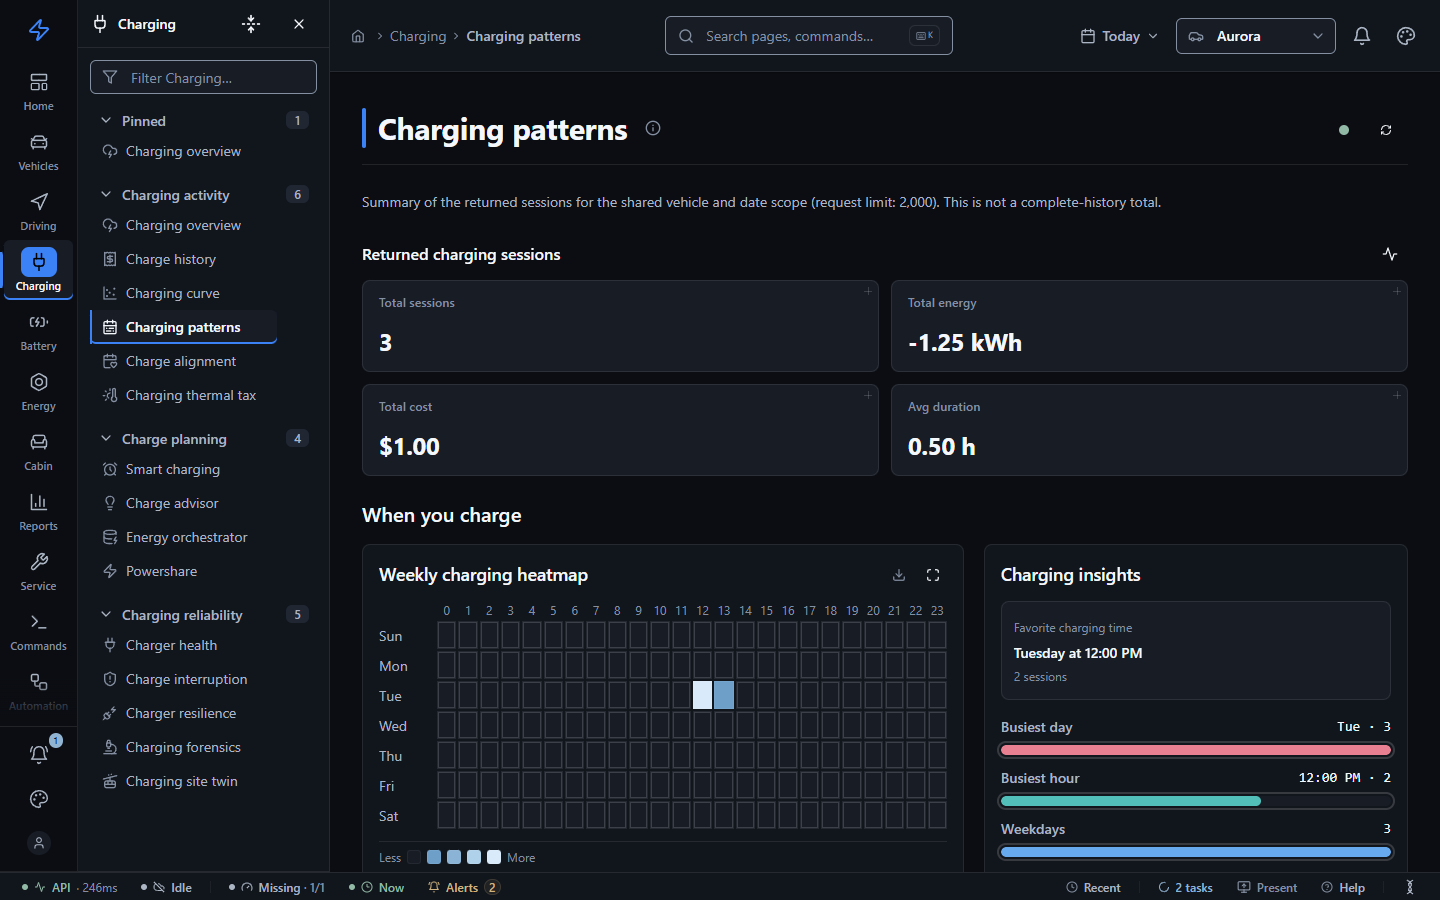 Home
Vehicles
Driving
Charging
Battery
Energy
Cabin
Reports
Service
Commands
Automation
1
Charging
Filter Charging...
Pinned 1
Charging overview
Charging activity 6
Charging overview
Charge history
Charging curve
Charging patterns
Charge alignment
Charging thermal tax
Charge planning 4
Smart charging
Charge advisor
Energy orchestrator
Powershare
Charging reliability 5
Charger health
Charge interruption
Charger resilience
Charging forensics
Charging site twin
Charging Charging patterns
Search pages, commands... K
Today
Aurora
Charging patterns
Summary of the returned sessions for the shared vehicle and date scope (request limit: 2,000). This is not a complete-history total.
Returned charging sessions
Total sessions
3
Total energy
-1.25 kWh
Total cost
$1.00
Avg duration
0.50 h
When you charge
Weekly charging heatmap
0 1 2 3 4 5 6 7 8 9 10 11 12 13 14 15 16 17 18 19 20 21 22 23
Sun
Mon
Tue
Wed
Thu
Fri
Sat
Less More
Charging insights
Favorite charging time
Tuesday at 12:00 PM
2 sessions
Busiest day Tue · 3
Busiest hour 12:00 PM · 2
Weekdays 3
API · 246ms Idle Missing · 1/1 Now Alerts 2 Recent 2 tasks Present Help